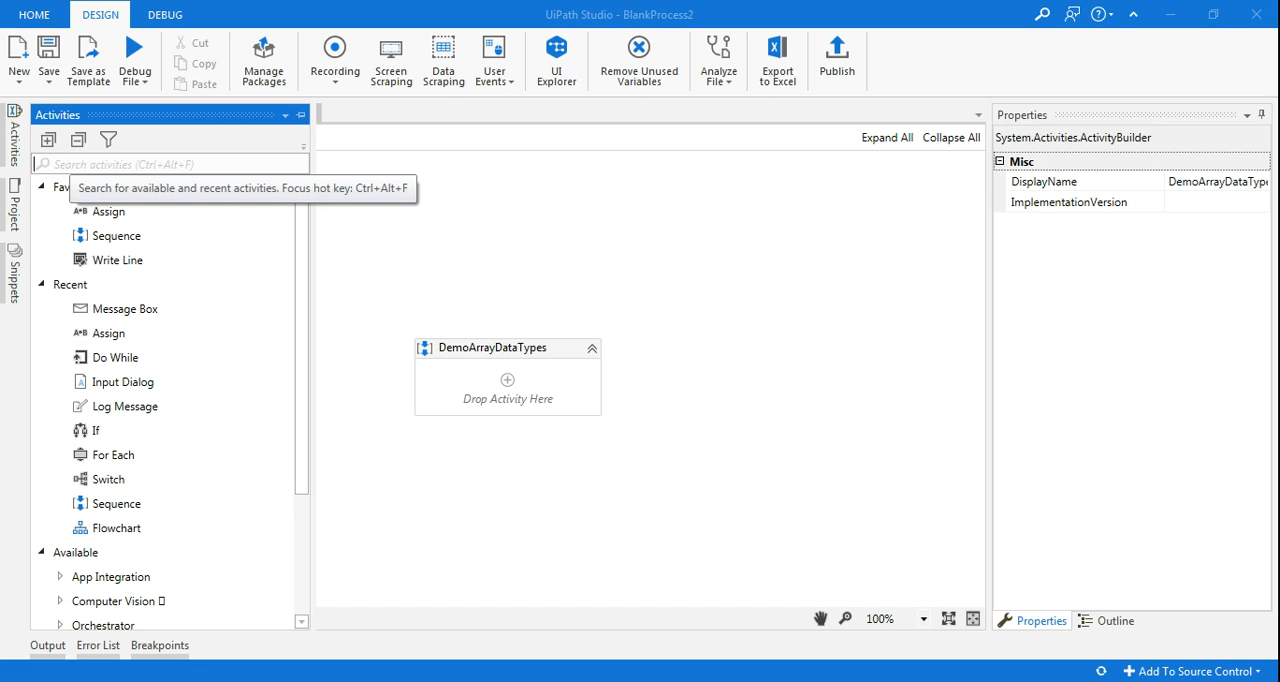 HOME DESIGN DEBUG UiPath Studio - BlankProcess2
New Save Save as Template Debug File Cut Copy Paste Manage Packages Recording Screen Scraping Data Scraping User Events UI Explorer Remove Unused Variables Analyze File Export to Excel Publish
Activities
Search activities (Ctrl+Alt+F)
Search for available and recent activities. Focus hot key: Ctrl+Alt+F
Fav
Assign
Sequence
Write Line
Recent
Message Box
Assign
Do While
Input Dialog
Log Message
If
For Each
Switch
Sequence
Flowchart
Available
App Integration
Computer Vision
Orchestrator
Activities
Project
Snippets
Expand All Collapse All
DemoArrayDataTypes
Drop Activity Here
100%
Properties
System.Activities.ActivityBuilder
Misc
DisplayName DemoArrayDataType
ImplementationVersion
Properties Outline
Output Error List Breakpoints
Add To Source Control